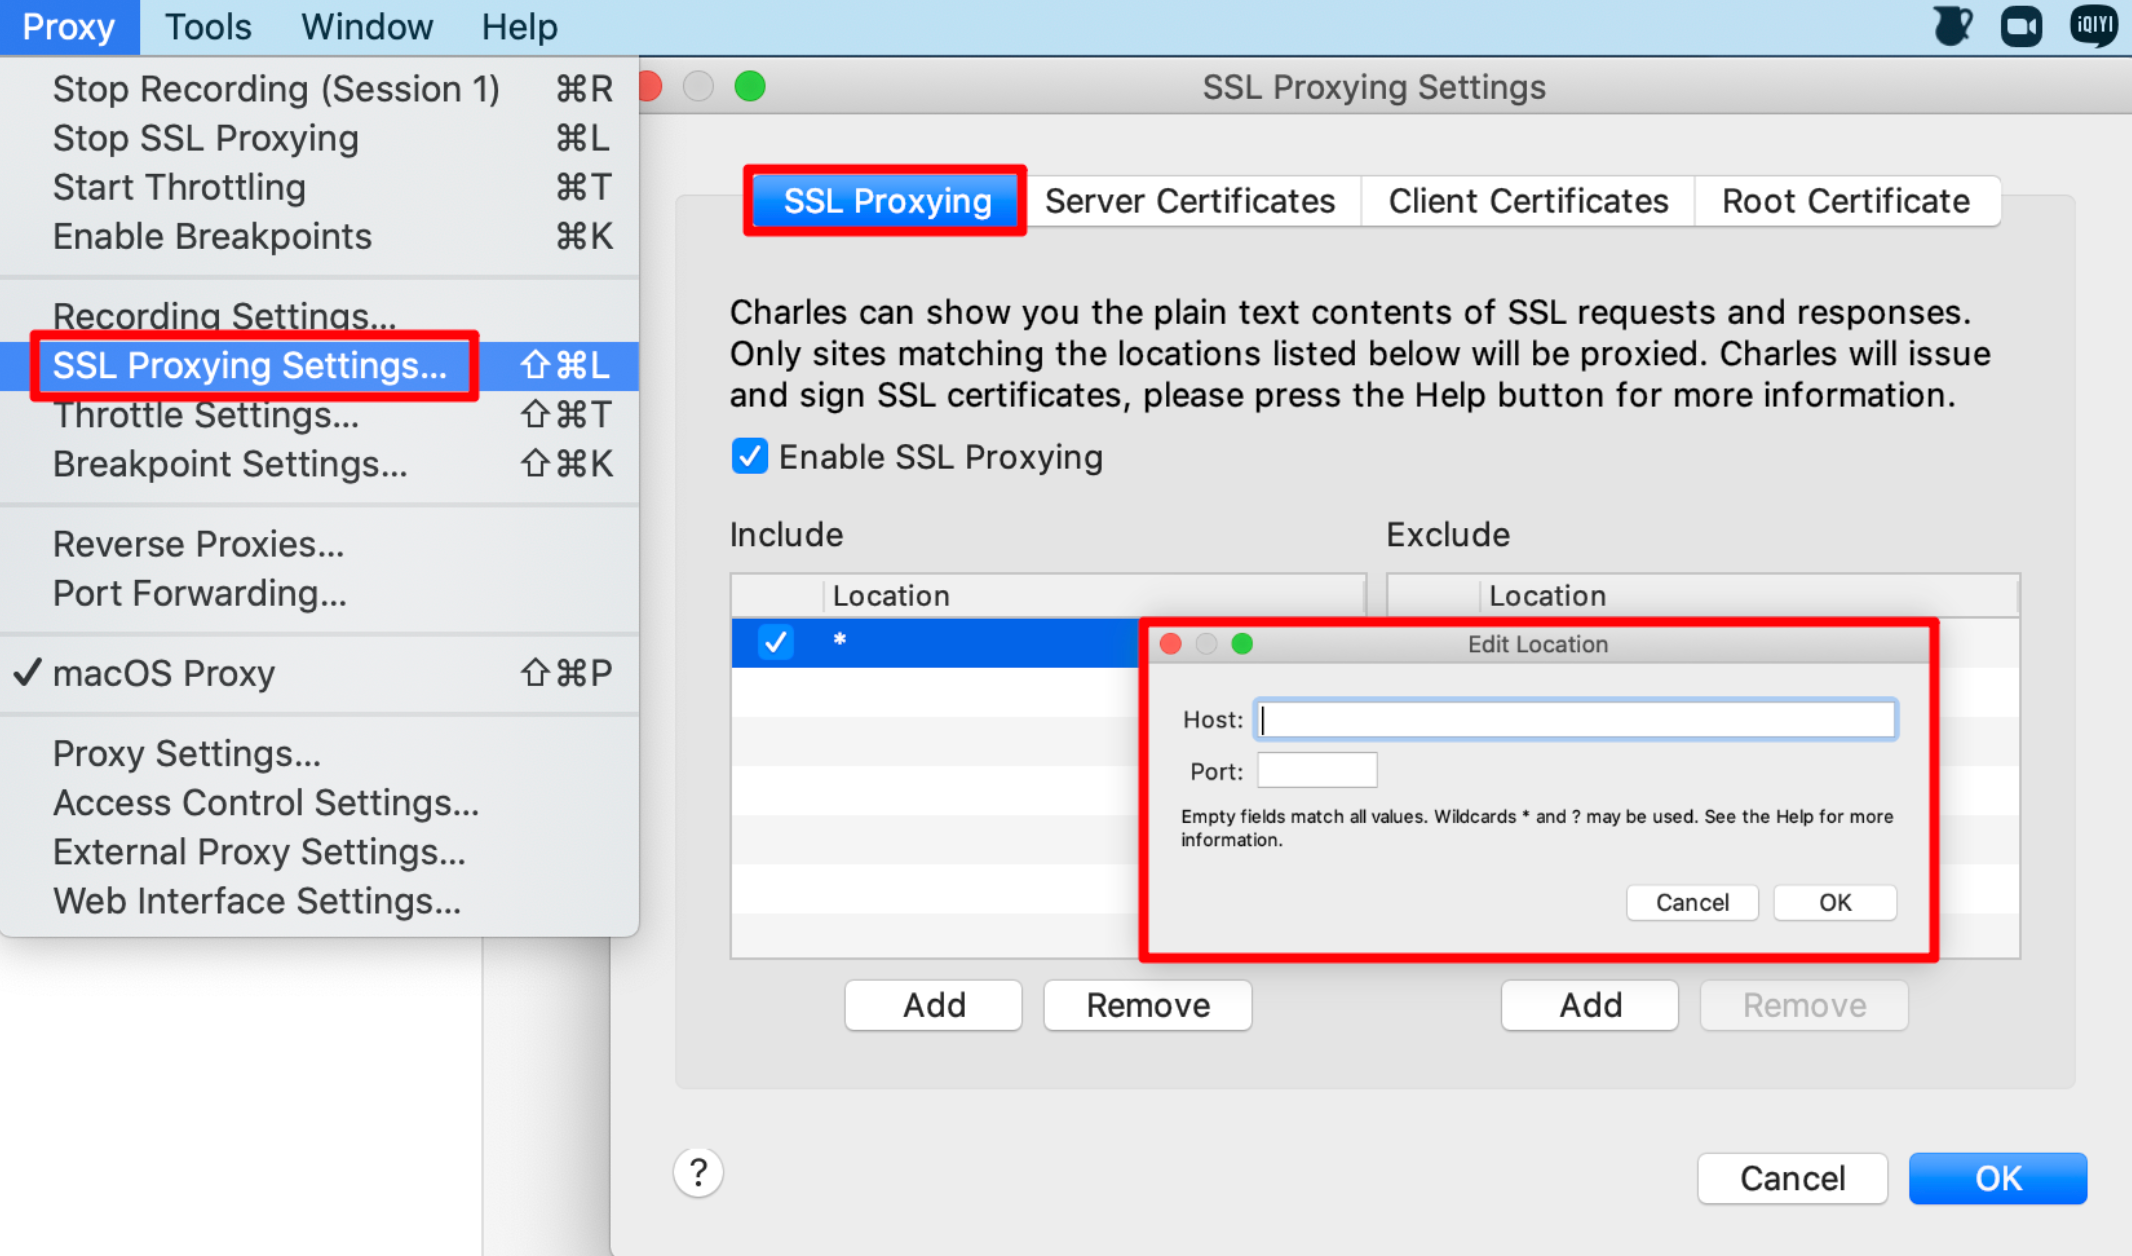 Proxy Tools Window Help
iQIYI
Stop Recording (Session 1) ⌘R
Stop SSL Proxying ⌘L
Start Throttling ⌘T
Enable Breakpoints ⌘K
Recording Settings...
SSL Proxying Settings... ⇧⌘L
Throttle Settings... ⇧⌘T
Breakpoint Settings... ⇧⌘K
Reverse Proxies...
Port Forwarding...
✓ macOS Proxy ⇧⌘P
Proxy Settings...
Access Control Settings...
External Proxy Settings...
Web Interface Settings...
SSL Proxying Settings
SSL Proxying Server Certificates Client Certificates Root Certificate
Charles can show you the plain text contents of SSL requests and responses.
Only sites matching the locations listed below will be proxied. Charles will issue
and sign SSL certificates, please press the Help button for more information.
Enable SSL Proxying
Include
Location
*
Add Remove
Exclude
Location
Edit Location
Host:
Port:
Empty fields match all values. Wildcards * and ? may be used. See the Help for more
information.
Cancel OK
Add Remove
? Cancel OK